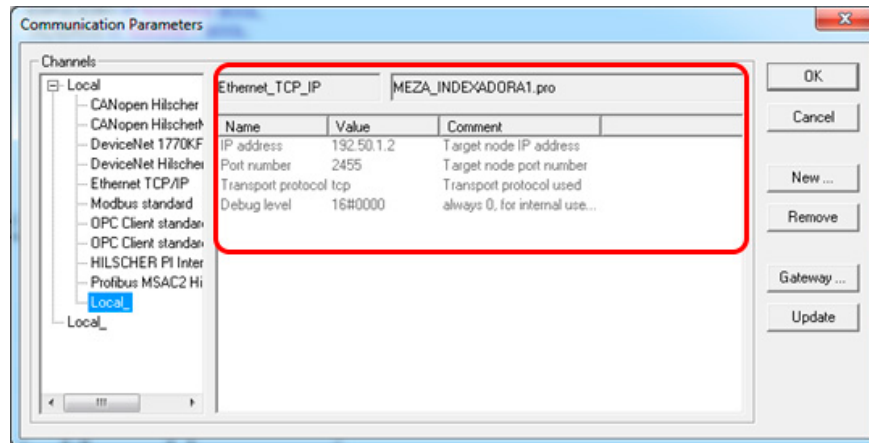 Communication Parameters
Channels
Local
CANopen Hilscher
CANopen HilscherN
DeviceNet 1770KF
DeviceNet Hilscher
Ethernet TCP/IP
Modbus standard
OPC Client standar
OPC Client standar
HILSCHER PI Inter
Profibus MSAC2 Hi
Local_
Local_
Ethernet_TCP_IP MEZA_INDEXADORA1.pro
Name Value Comment
IP address 192.50.1.2 Target node IP address
Port number 2455 Target node port number
Transport protocol tcp Transport protocol used
Debug level 16#0000 always 0, for internal use...
OK
Cancel
New ...
Remove
Gateway ...
Update